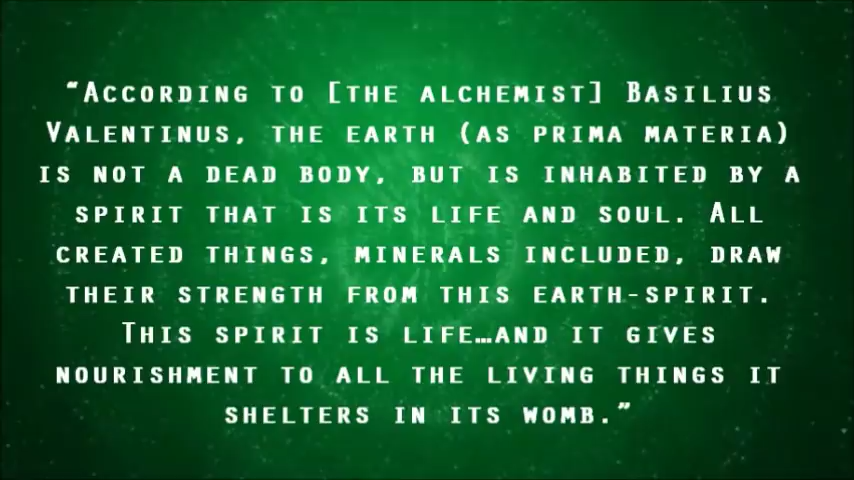 “According to [the alchemist] Basilius
Valentinus, the earth (as prima materia)
is not a dead body, but is inhabited by a
spirit that is its life and soul. All
created things, minerals included, draw
their strength from this earth-spirit.
This spirit is life…and it gives
nourishment to all the living things it
shelters in its womb.”